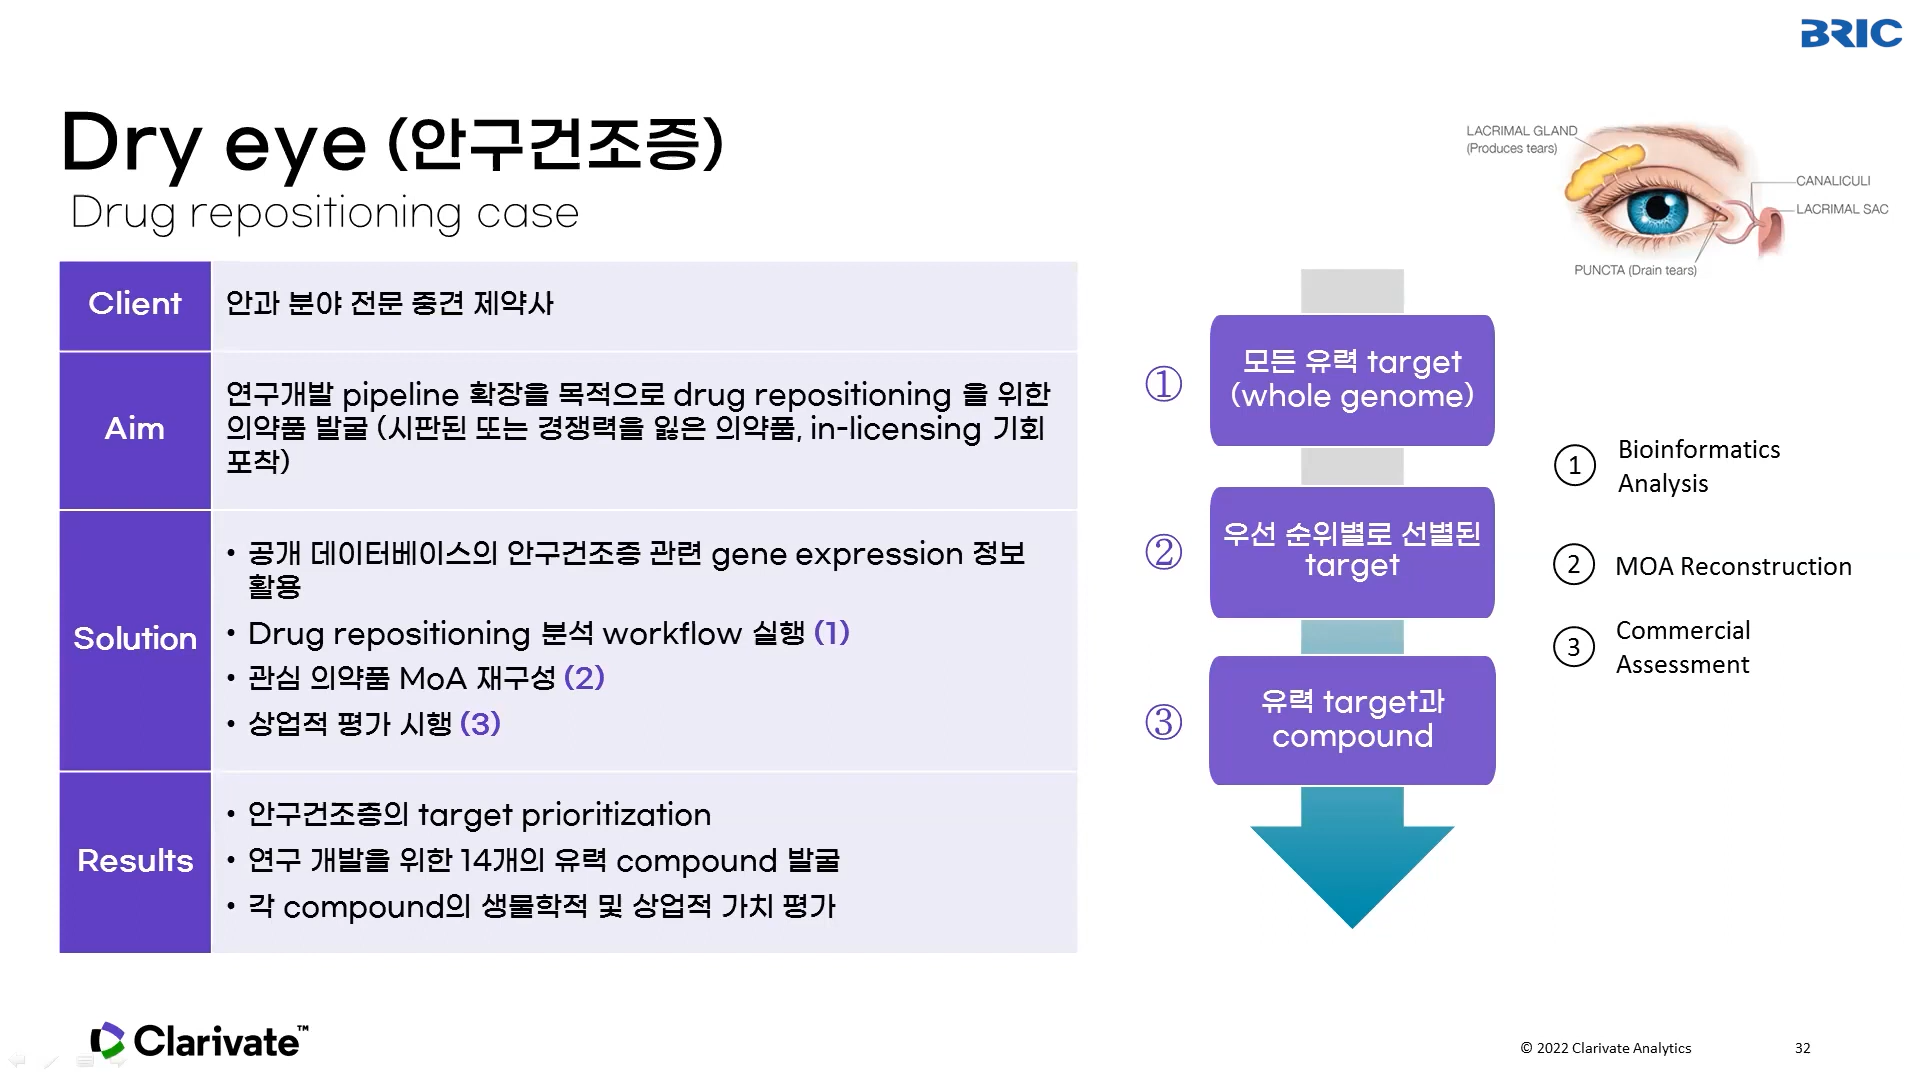 BRIC
Dry eye (안구건조증)
Drug repositioning case
LACRIMAL GLAND
(Produces tears)
CANALICULI
LACRIMAL SAC
PUNCTA (Drain tears)
Client
안과 분야 전문 중견 제약사
Aim
연구개발 pipeline 확장을 목적으로 drug repositioning 을 위한
의약품 발굴 (시판된 또는 경쟁력을 잃은 의약품, in-licensing 기회
포착)
Solution
• 공개 데이터베이스의 안구건조증 관련 gene expression 정보
활용
• Drug repositioning 분석 workflow 실행 (1)
• 관심 의약품 MoA 재구성 (2)
• 상업적 평가 시행 (3)
Results
• 안구건조증의 target prioritization
• 연구 개발을 위한 14개의 유력 compound 발굴
• 각 compound의 생물학적 및 상업적 가치 평가
①
모든 유력 target
(whole genome)
②
우선 순위별로 선별된
target
③
유력 target과
compound
① Bioinformatics
Analysis
② MOA Reconstruction
③ Commercial
Assessment
Clarivate™
© 2022 Clarivate Analytics
32